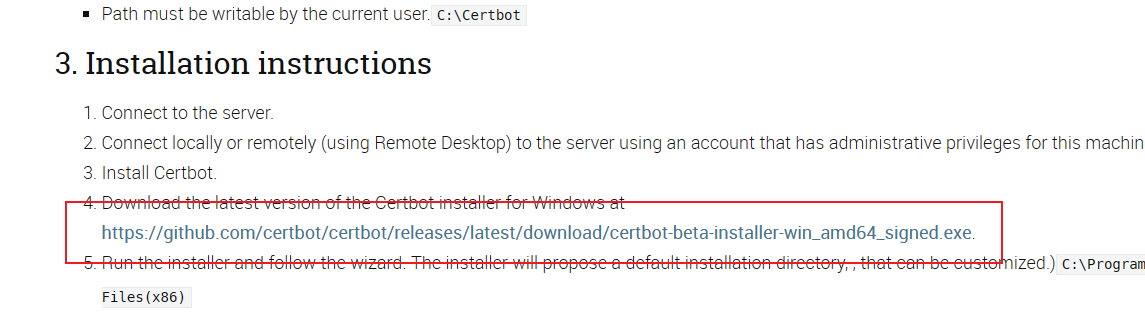 Path must be writable by the current user. C:\Certbot
3. Installation instructions
1. Connect to the server.
2. Connect locally or remotely (using Remote Desktop) to the server using an account that has administrative privileges for this machin
3. Install Certbot.
4. Download the latest version of the Certbot installer for Windows at
https://github.com/certbot/certbot/releases/latest/download/certbot-beta-installer-win_amd64_signed.exe.
5. Run the installer and follow the wizard. The installer will propose a default installation directory, , that can be customized.) C:\Program
Files(x86)